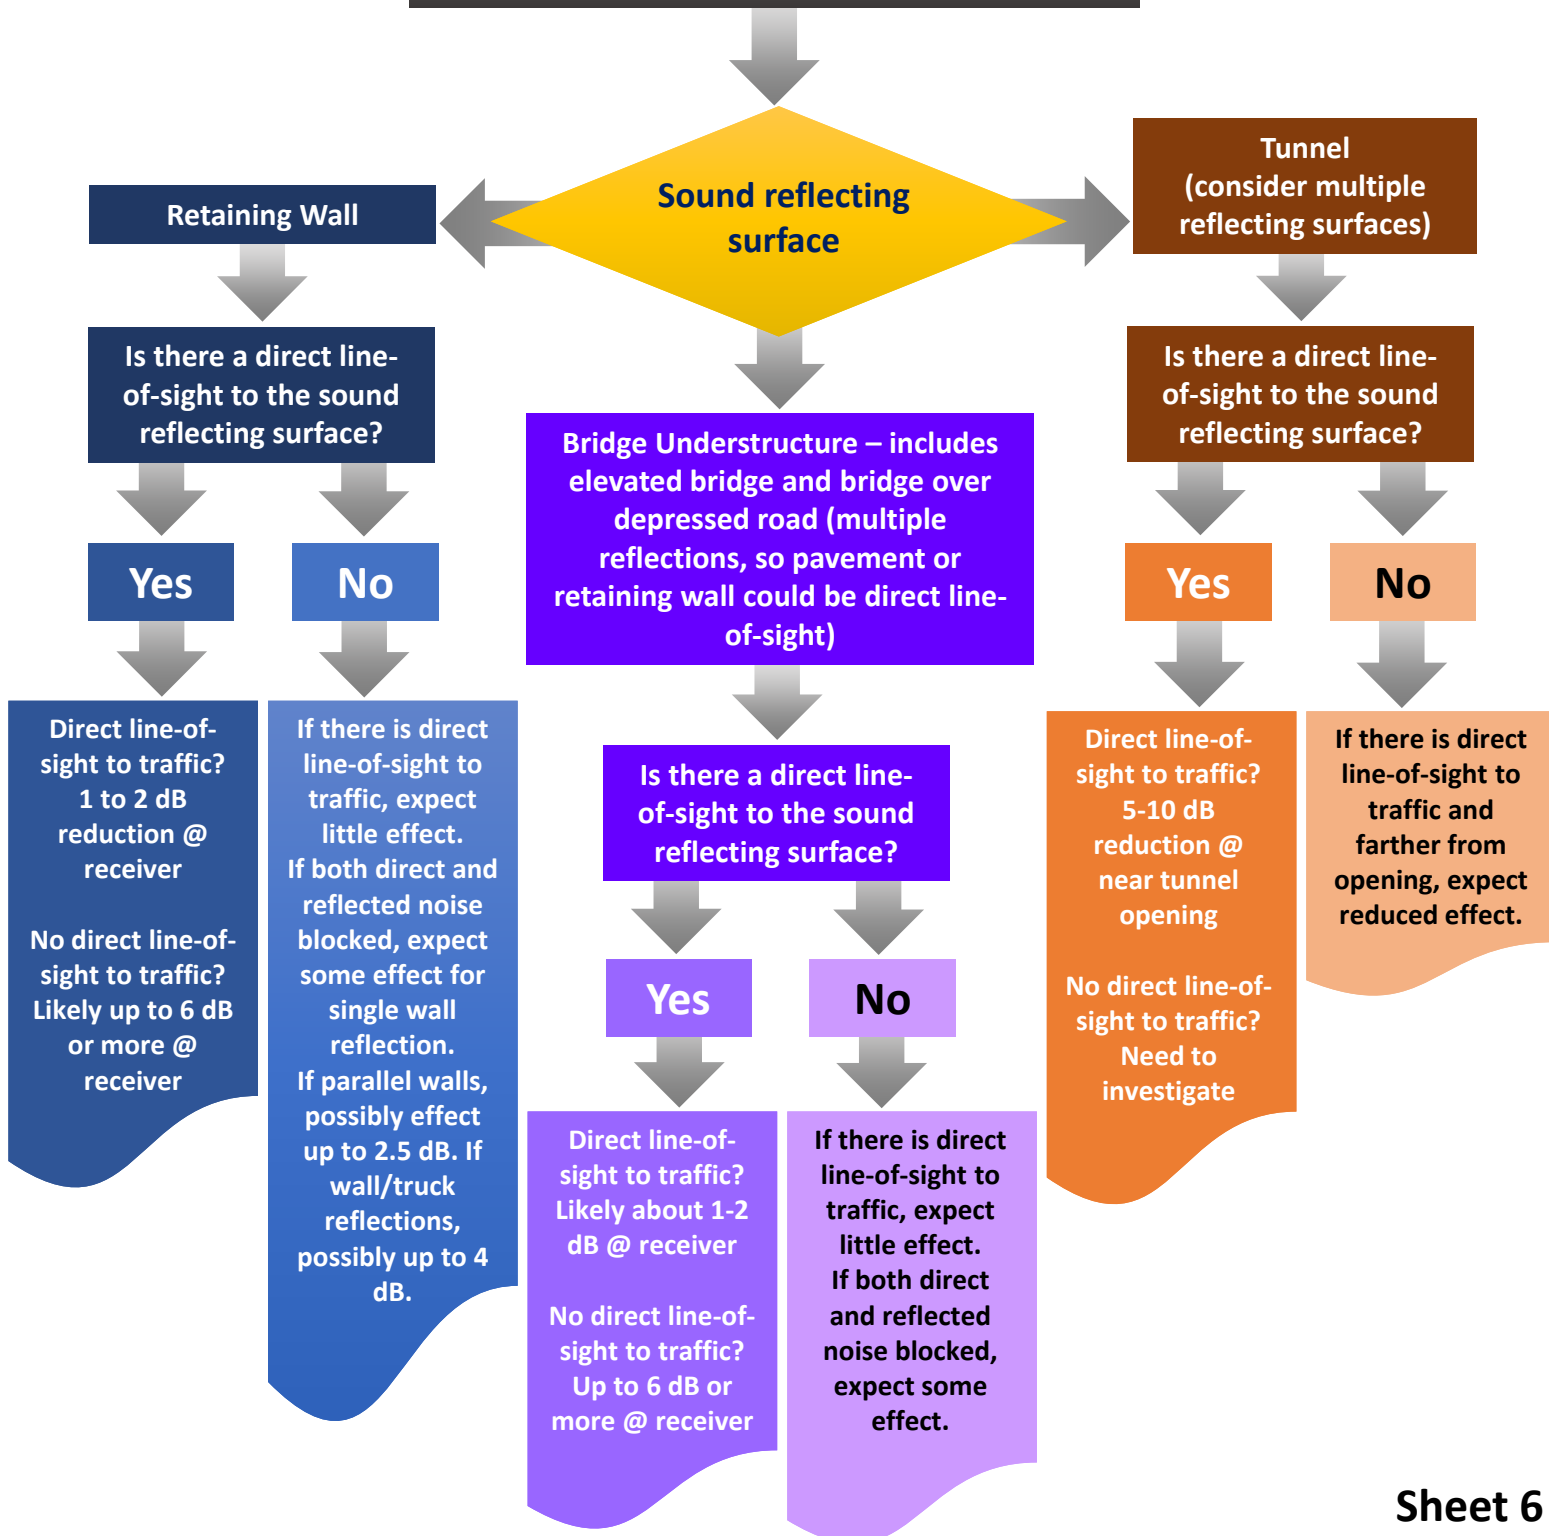 Sound reflecting
surface
Retaining Wall
Is there a direct line-
of-sight to the sound
reflecting surface?
Yes
No
Direct line-of-
sight to traffic?
1 to 2 dB
reduction @
receiver
No direct line-of-
sight to traffic?
Likely up to 6 dB
or more @
receiver
If there is direct
line-of-sight to
traffic, expect
little effect.
If both direct and
reflected noise
blocked, expect
some effect for
single wall
reflection.
If parallel walls,
possibly effect
up to 2.5 dB. If
wall/truck
reflections,
possibly up to 4
dB.
Bridge Understructure – includes
elevated bridge and bridge over
depressed road (multiple
reflections, so pavement or
retaining wall could be direct line-
of-sight)
Is there a direct line-
of-sight to the sound
reflecting surface?
Yes
No
Direct line-of-
sight to traffic?
Likely about 1-2
dB @ receiver
No direct line-of-
sight to traffic?
Up to 6 dB or
more @ receiver
If there is direct
line-of-sight to
traffic, expect
little effect.
If both direct
and reflected
noise blocked,
expect some
effect.
Tunnel
(consider multiple
reflecting surfaces)
Is there a direct line-
of-sight to the sound
reflecting surface?
Yes
No
Direct line-of-
sight to traffic?
5-10 dB
reduction @
near tunnel
opening
No direct line-of-
sight to traffic?
Need to
investigate
If there is direct
line-of-sight to
traffic and
farther from
opening, expect
reduced effect.
Sheet 6